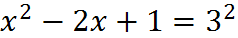 x² − 2x + 1 = 3²